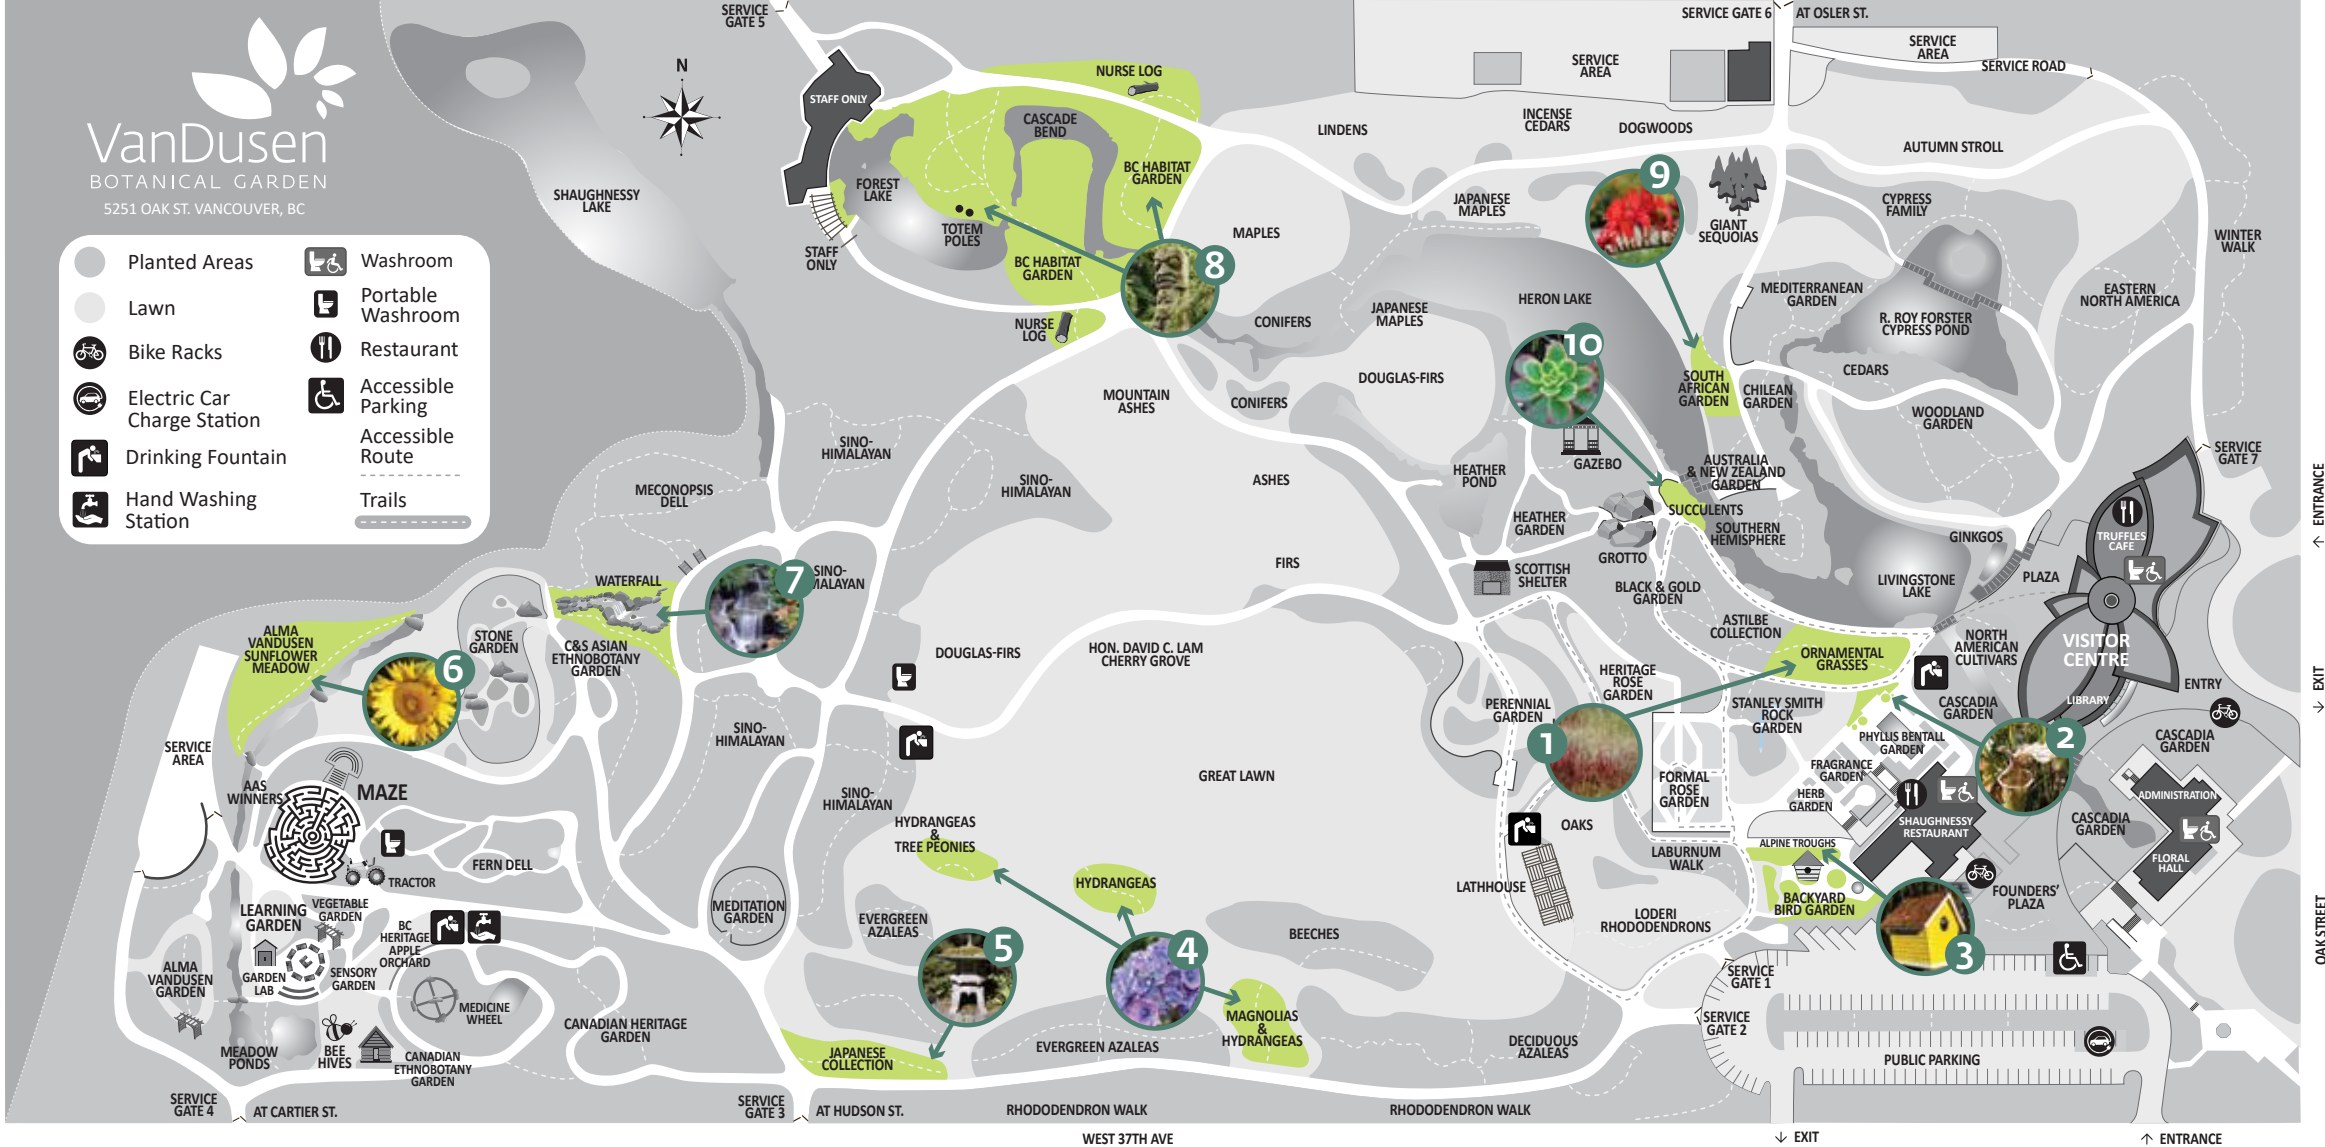 VanDusen
BOTANICAL GARDEN
5251 OAK ST. VANCOUVER, BC
Planted Areas
Lawn
Bike Racks
Electric Car
Charge Station
Drinking Fountain
Hand Washing
Station
Washroom
Portable
Washroom
Restaurant
Accessible
Parking
Accessible
Route
Trails
N
SERVICE
GATE 5
SERVICE GATE 6
AT OSLER ST.
SERVICE
AREA
SERVICE
AREA
SERVICE ROAD
STAFF ONLY
NURSE LOG
CASCADE
BEND
BC HABITAT
GARDEN
FOREST
LAKE
TOTEM
POLES
STAFF
ONLY
BC HABITAT
GARDEN
NURSE
LOG
8
SHAUGHNESSY
LAKE
LINDENS
INCENSE
CEDARS
DOGWOODS
AUTUMN STROLL
JAPANESE
MAPLES
9
GIANT
SEQUOIAS
CYPRESS
FAMILY
WINTER
WALK
MAPLES
CONIFERS
JAPANESE
MAPLES
HERON LAKE
MEDITERRANEAN
GARDEN
R. ROY FORSTER
CYPRESS POND
EASTERN
NORTH AMERICA
10
DOUGLAS-FIRS
CONIFERS
MOUNTAIN
ASHES
SOUTH
AFRICAN
GARDEN
CHILEAN
GARDEN
CEDARS
WOODLAND
GARDEN
SERVICE
GATE 7
ENTRANCE
SINO-
HIMALAYAN
SINO-
HIMALAYAN
MECONOPSIS
DELL
ASHES
HEATHER
POND
GAZEBO
AUSTRALIA
& NEW ZEALAND
GARDEN
SUCCULENTS
SOUTHERN
HEMISPHERE
HEATHER
GARDEN
GROTTO
GINKGOS
TRUFFLES
CAFE
FIRS
SCOTTISH
SHELTER
BLACK & GOLD
GARDEN
LIVINGSTONE
LAKE
PLAZA
WATERFALL
7
SINO-
MALAYAN
C&S ASIAN
ETHNOBOTANY
GARDEN
STONE
GARDEN
ALMA
VANDUSEN
SUNFLOWER
MEADOW
6
DOUGLAS-FIRS
HON. DAVID C. LAM
CHERRY GROVE
ASTILBE
COLLECTION
ORNAMENTAL
GRASSES
NORTH
AMERICAN
CULTIVARS
VISITOR
CENTRE
LIBRARY
ENTRY
EXIT
HERITAGE
ROSE
GARDEN
PERENNIAL
GARDEN
STANLEY SMITH
ROCK
GARDEN
CASCADIA
GARDEN
PHYLLIS BENTALL
GARDEN
2
1
CASCADIA
GARDEN
SERVICE
AREA
AAS
WINNERS
MAZE
SINO-
HIMALAYAN
SINO-
HIMALAYAN
GREAT LAWN
FORMAL
ROSE
GARDEN
FRAGRANCE
GARDEN
HERB
GARDEN
SHAUGHNESSY
RESTAURANT
ADMINISTRATION
CASCADIA
GARDEN
FLORAL
HALL
HYDRANGEAS
&
TREE PEONIES
HYDRANGEAS
OAKS
LABURNUM
WALK
ALPINE TROUGHS
BACKYARD
BIRD GARDEN
FOUNDERS'
PLAZA
3
FERN DELL
TRACTOR
LEARNING
GARDEN
VEGETABLE
GARDEN
BC
HERITAGE
APPLE
ORCHARD
MEDITATION
GARDEN
EVERGREEN
AZALEAS
5
4
BEECHES
LATHHOUSE
LODERI
RHODODENDRONS
OAK STREET
ALMA
VANDUSEN
GARDEN
GARDEN
LAB
E
SENSORY
GARDEN
MEDICINE
WHEEL
SERVICE
GATE 1
SERVICE
GATE 2
MEADOW
PONDS
BEE
HIVES
CANADIAN
ETHNOBOTANY
GARDEN
CANADIAN HERITAGE
GARDEN
JAPANESE
COLLECTION
EVERGREEN AZALEAS
MAGNOLIAS
&
HYDRANGEAS
DECIDUOUS
AZALEAS
PUBLIC PARKING
SERVICE
GATE 4
AT CARTIER ST.
SERVICE
GATE 3
AT HUDSON ST.
RHODODENDRON WALK
RHODODENDRON WALK
WEST 37TH AVE
EXIT
ENTRANCE